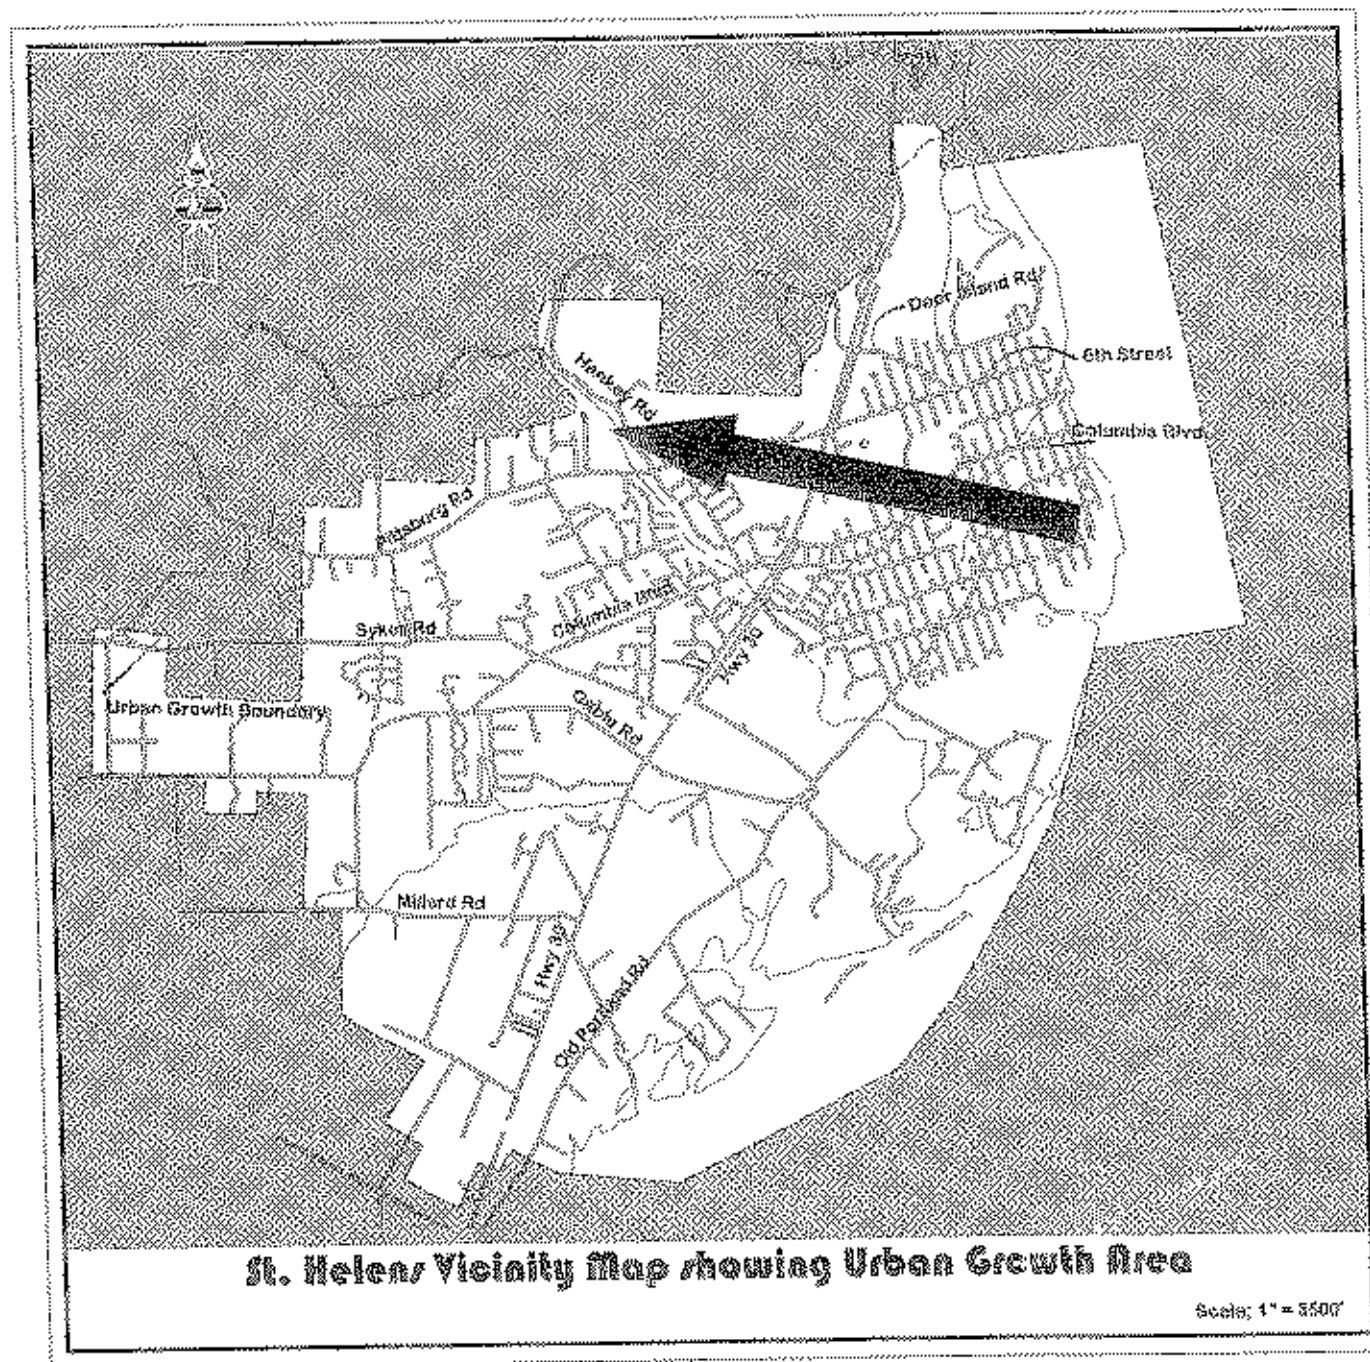 Deer Island Rd
6th Street
Hankey Rd
Columbia Blvd.
Pittsburg Rd
Columbia Blvd
Sykes Rd
Hwy 30
Urban Growth Boundary
Gable Rd
Millard Rd
Hwy 30
Old Portland Rd
St. Helens Vicinity Map showing Urban Growth Area
Scale; 1" = 3500'